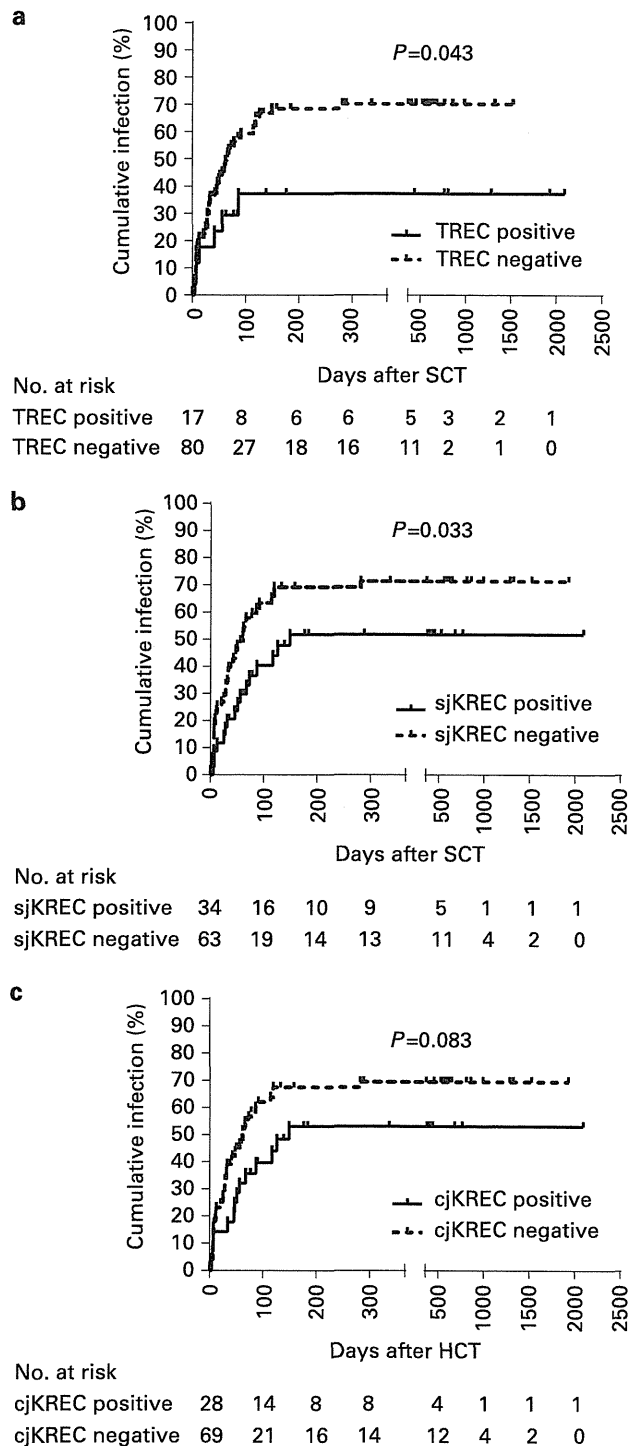 a
Cumulative infection (%)
100
90
80
70
60
50
40
30
20
10
0
P=0.043
TREC positive
TREC negative
0 100 200 300 500 1000 1500 2000 2500
Days after SCT
No. at risk
TREC positive 17 8 6 6 5 3 2 1
TREC negative 80 27 18 16 11 2 1 0
b
Cumulative infection (%)
100
90
80
70
60
50
40
30
20
10
0
P=0.033
sjKREC positive
sjKREC negative
0 100 200 300 500 1000 1500 2000 2500
Days after SCT
No. at risk
sjKREC positive 34 16 10 9 5 1 1 1
sjKREC negative 63 19 14 13 11 4 2 0
c
Cumulative infection (%)
100
90
80
70
60
50
40
30
20
10
0
P=0.083
cjKREC positive
cjKREC negative
0 100 200 300 500 1000 1500 2000 2500
Days after HCT
No. at risk
cjKREC positive 28 14 8 8 4 1 1 1
cjKREC negative 69 21 16 14 12 4 2 0